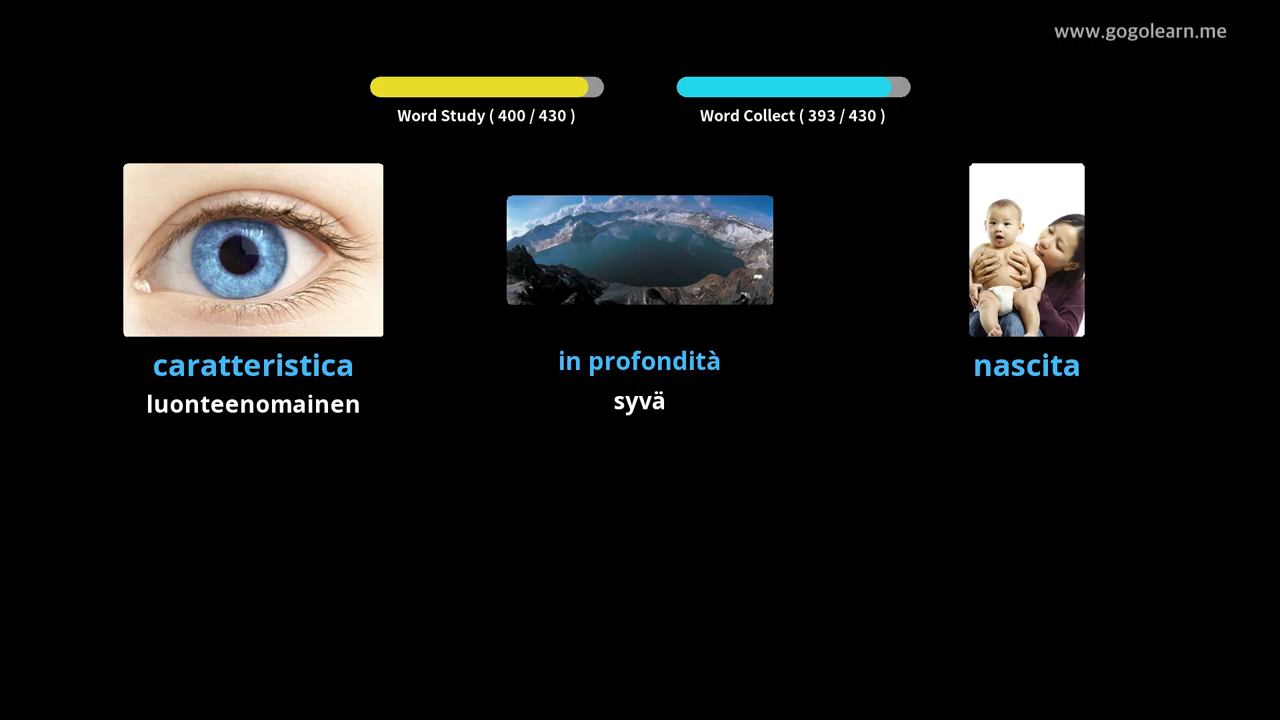 www.gogolearn.me
Word Study ( 400 / 430 )
Word Collect ( 393 / 430 )
caratteristica
luonteenomainen
in profondità
syvä
nascita